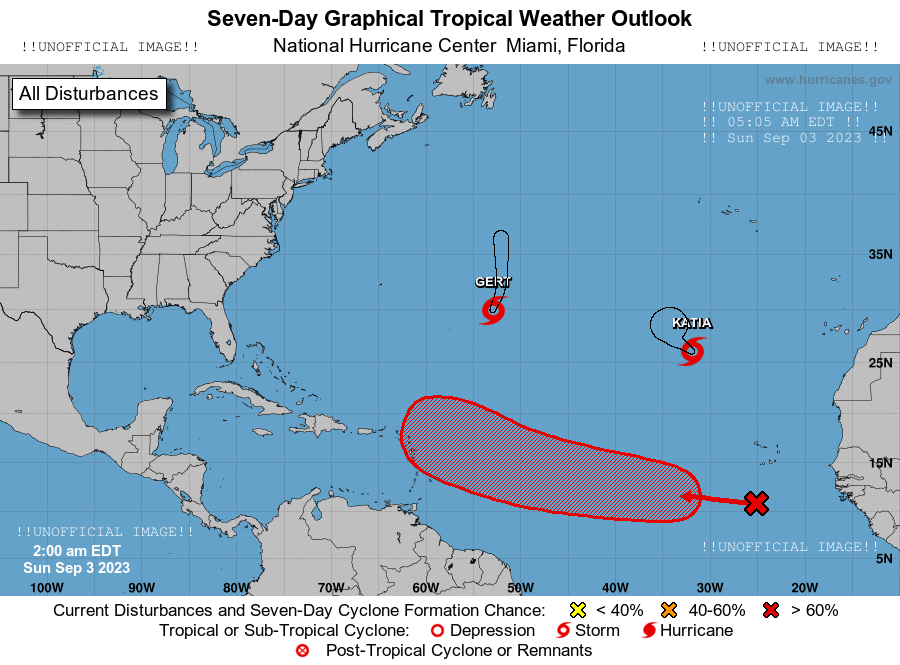 Seven-Day Graphical Tropical Weather Outlook
!!UNOFFICIAL IMAGE!! National Hurricane Center Miami, Florida !!UNOFFICIAL IMAGE!!
www.hurricanes.gov
All Disturbances
!!UNOFFICIAL IMAGE!!
!! 05:05 AM EDT !!
!! Sun Sep 03 2023 !!
45N
35N
GERT
KATIA
25N
15N
!!UNOFFICIAL IMAGE!!
2:00 am EDT
Sun Sep 3 2023
!!UNOFFICIAL IMAGE!!
5N
100W 90W 80W 70W 60W 50W 40W 30W 20W
Current Disturbances and Seven-Day Cyclone Formation Chance: < 40% 40-60% > 60%
Tropical or Sub-Tropical Cyclone: Depression Storm Hurricane
Post-Tropical Cyclone or Remnants